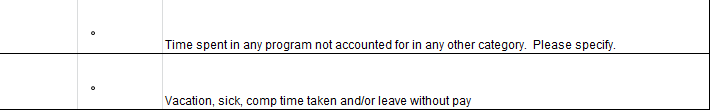 ° Time spent in any program not accounted for in any other category.  Please specify.
° Vacation, sick, comp time taken and/or leave without pay